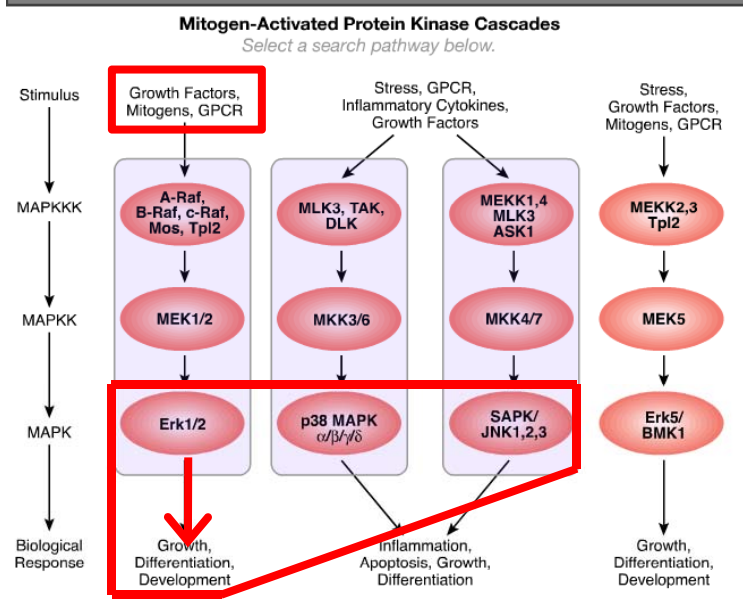 Mitogen-Activated Protein Kinase Cascades
Select a search pathway below.
Stimulus
Growth Factors,
Mitogens, GPCR
Stress, GPCR,
Inflammatory Cytokines,
Growth Factors
Stress,
Growth Factors,
Mitogens, GPCR
MAPKKK
A-Raf,
B-Raf, c-Raf,
Mos, Tpl2
MLK3, TAK,
DLK
MEKK1,4
MLK3
ASK1
MEKK2,3
Tpl2
MAPKK
MEK1/2
MKK3/6
MKK4/7
MEK5
MAPK
Erk1/2
p38 MAPK
α/β/γ/δ
SAPK/
JNK1,2,3
Erk5/
BMK1
Biological
Response
Growth,
Differentiation,
Development
Inflammation,
Apoptosis, Growth,
Differentiation
Growth,
Differentiation,
Development